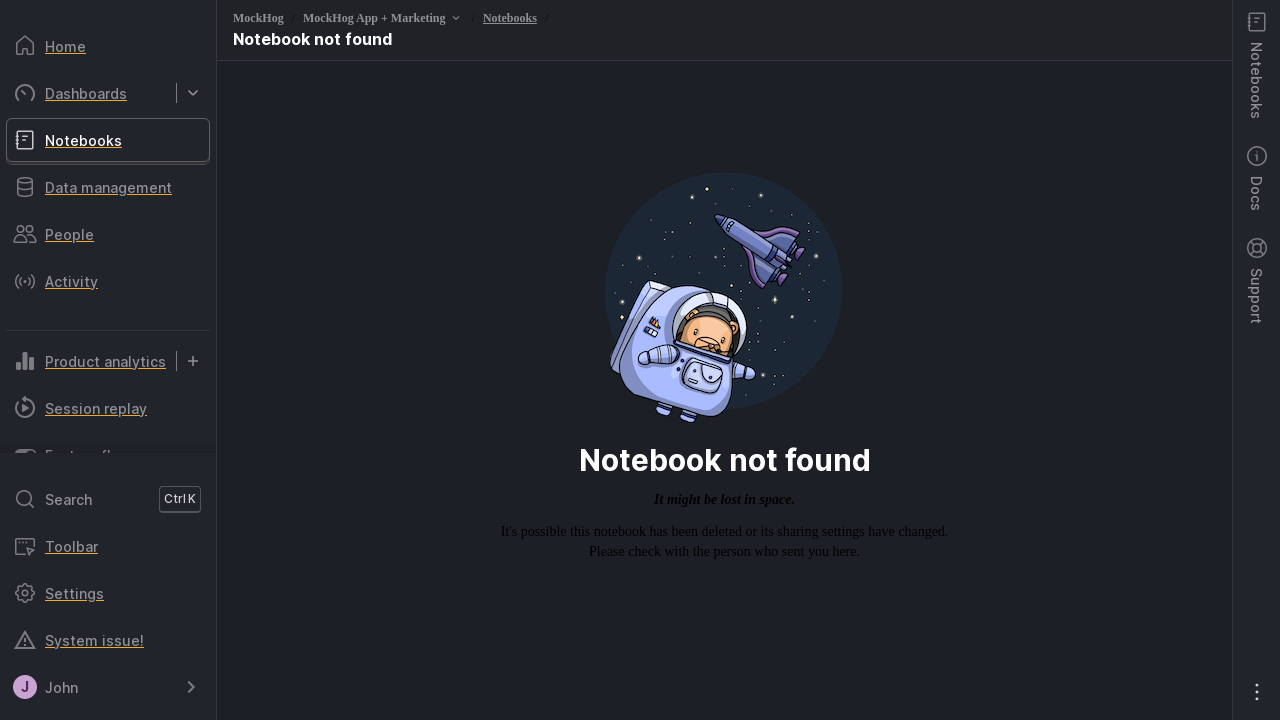 MockHog / MockHog App + Marketing / Notebooks /
Notebook not found
Home
Dashboards
Notebooks
Data management
People
Activity
Product analytics
Session replay
Search Ctrl K
Toolbar
Settings
System issue!
J John
Notebook not found
It might be lost in space.
It's possible this notebook has been deleted or its sharing settings have changed.
Please check with the person who sent you here.
Notebooks
Docs
Support